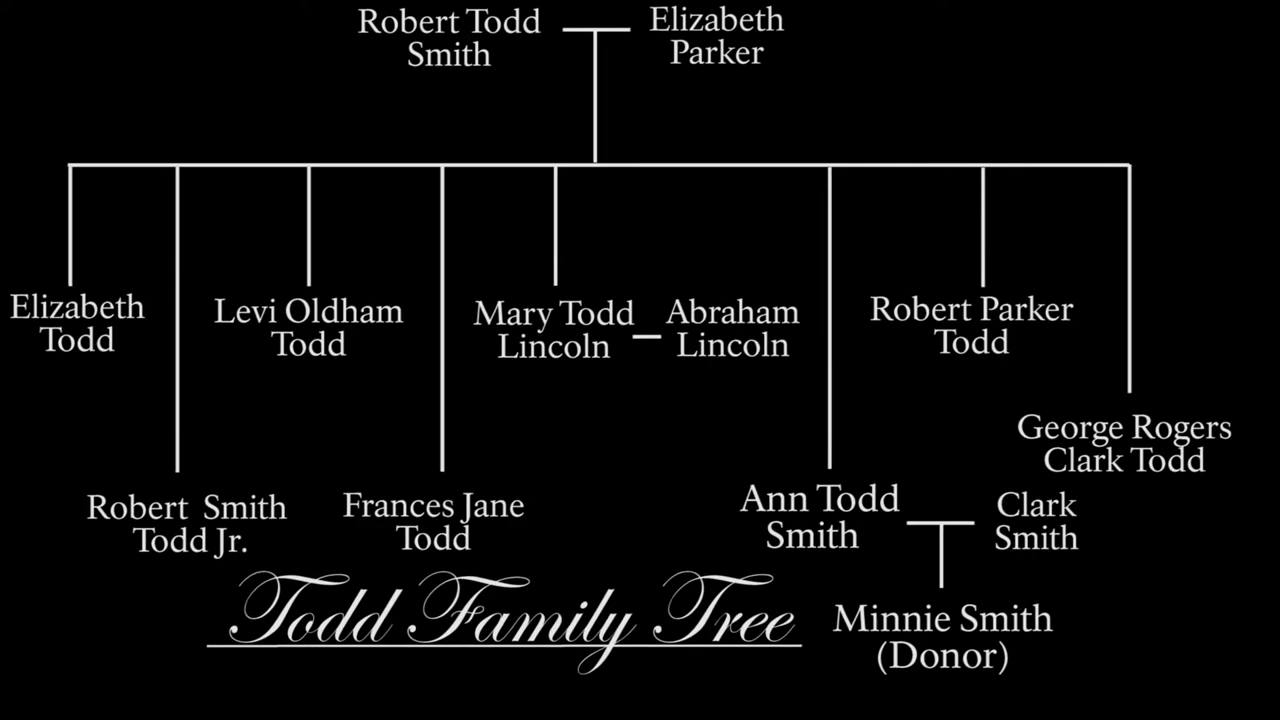 Robert Todd
Smith
Elizabeth
Parker
Elizabeth
Todd
Levi Oldham
Todd
Mary Todd
Lincoln
Abraham
Lincoln
Robert Parker
Todd
George Rogers
Clark Todd
Robert Smith
Todd Jr.
Frances Jane
Todd
Ann Todd
Smith
Clark
Smith
Todd Family Tree
Minnie Smith
(Donor)